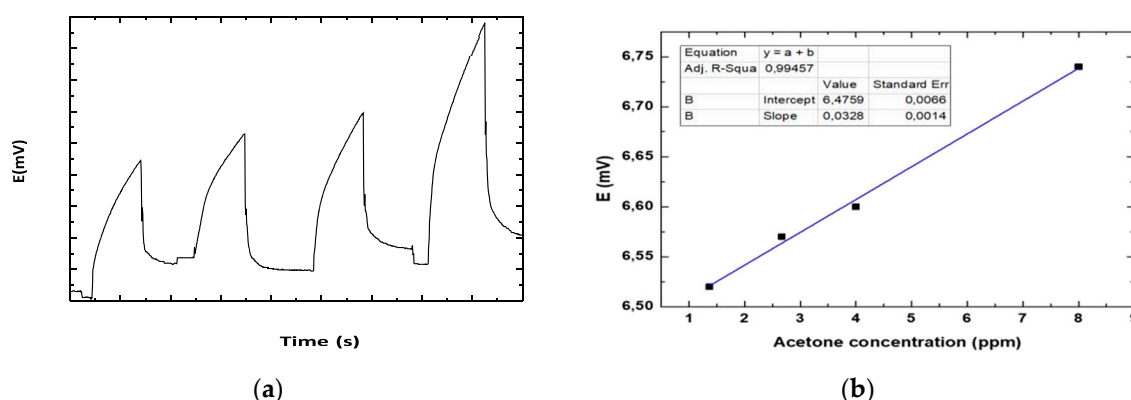 E(mV)
Time (s)
(a)
Equation y = a + b
Adj. R-Squa 0,99457
Value Standard Err
B Intercept 6,4759 0,0066
B Slope 0,0328 0,0014
6,75
6,70
6,65
6,60
6,55
6,50
E (mV)
1 2 3 4 5 6 7 8 9
Acetone concentration (ppm)
(b)